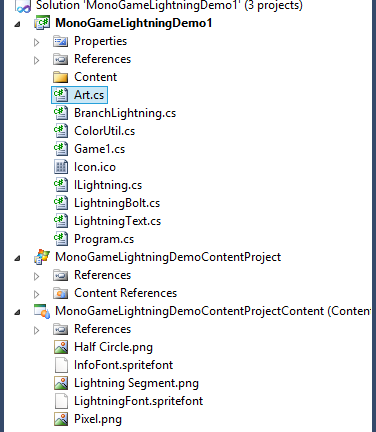 Solution 'MonoGameLightningDemo1' (3 projects)
MonoGameLightningDemo1
Properties
References
Content
Art.cs
BranchLightning.cs
ColorUtil.cs
Game1.cs
Icon.ico
ILightning.cs
LightningBolt.cs
LightningText.cs
Program.cs
MonoGameLightningDemoContentProject
References
Content References
MonoGameLightningDemoContentProjectContent (Conten
References
Half Circle.png
InfoFont.spritefont
Lightning Segment.png
LightningFont.spritefont
Pixel.png